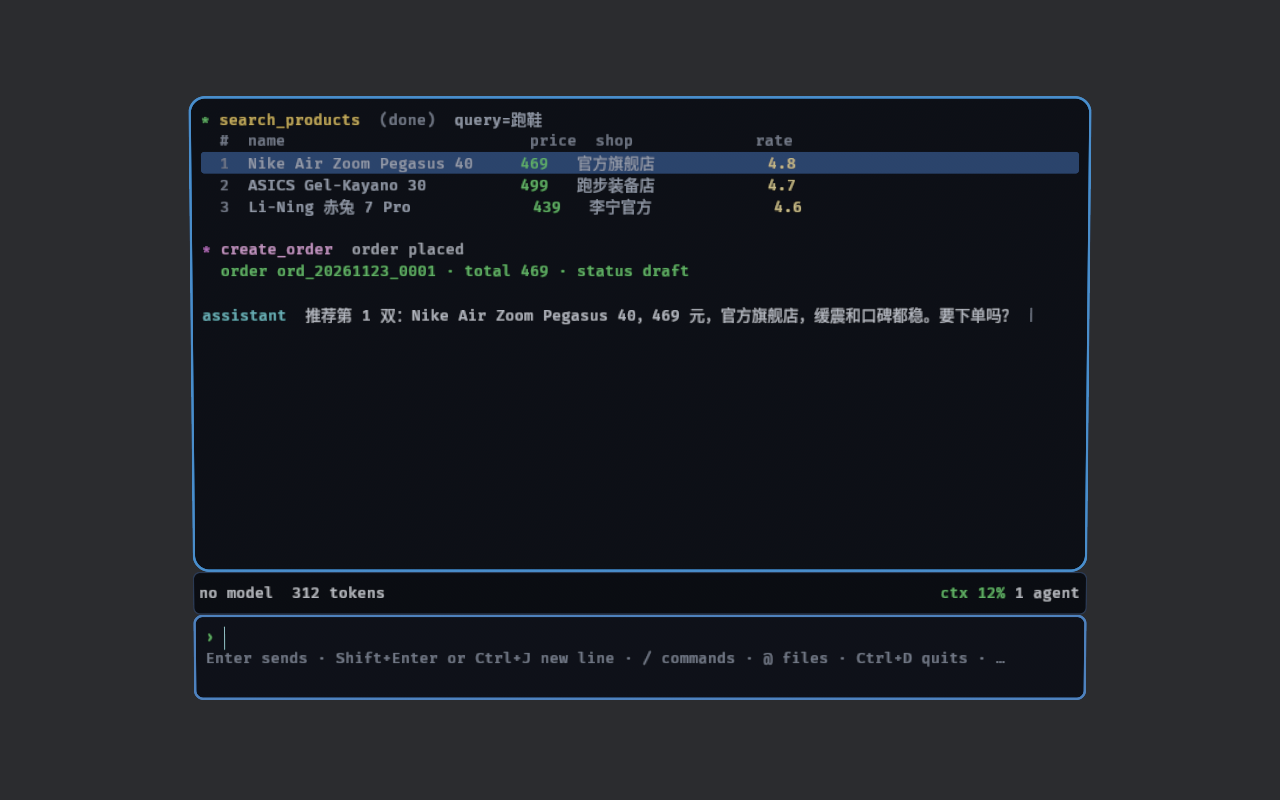 * search_products (done) query=跑鞋
# name price shop rate
1 Nike Air Zoom Pegasus 40 469 官方旗舰店 4.8
2 ASICS Gel-Kayano 30 499 跑步装备店 4.7
3 Li-Ning 赤兔 7 Pro 439 李宁官方 4.6
* create_order order placed
order ord_20261123_0001 · total 469 · status draft
assistant 推荐第 1 双：Nike Air Zoom Pegasus 40，469 元，官方旗舰店，缓震和口碑都稳。要下单吗？
no model 312 tokens ctx 12% 1 agent
›
Enter sends · Shift+Enter or Ctrl+J new line · / commands · @ files · Ctrl+D quits · …